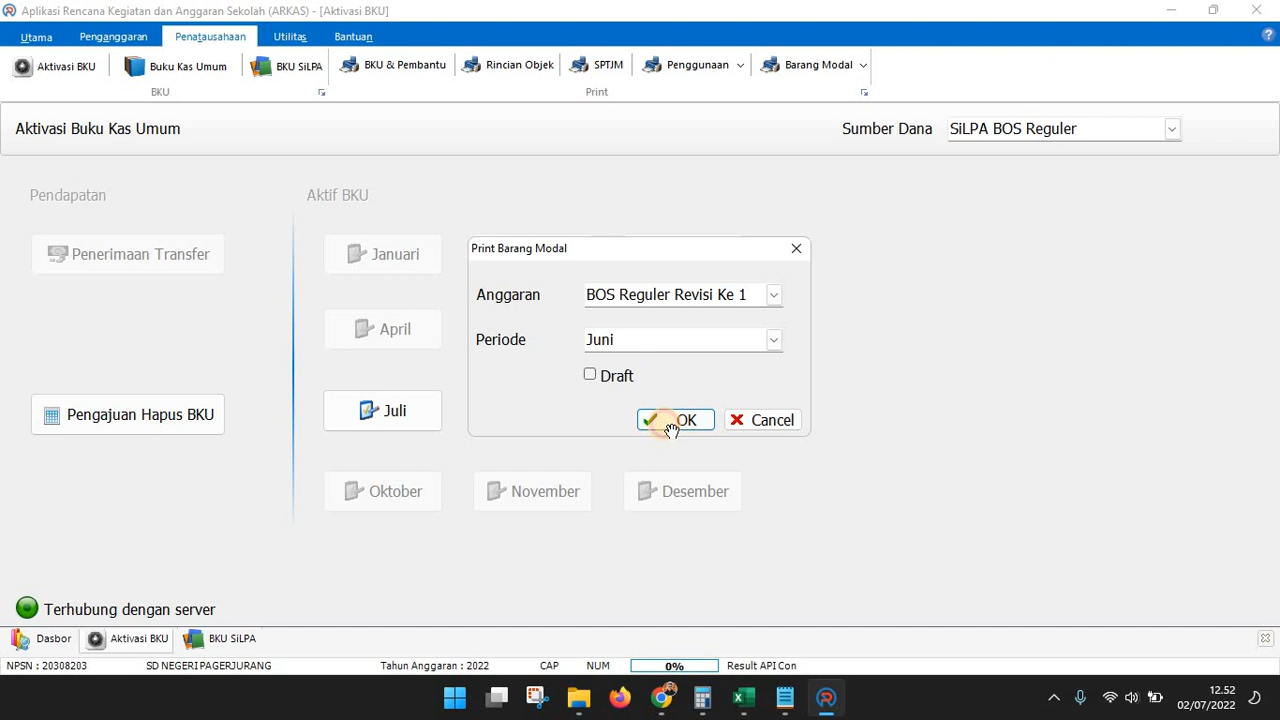 Aplikasi Rencana Kegiatan dan Anggaran Sekolah (ARKAS) - [Aktivasi BKU]
Utama Penganggaran Penatausahaan Utilitas Bantuan
Aktivasi BKU Buku Kas Umum BKU SiLPA BKU & Pembantu Rincian Objek SPTJM Penggunaan Barang Modal
BKU Print
Aktivasi Buku Kas Umum Sumber Dana SiLPA BOS Reguler
Pendapatan Aktif BKU
Penerimaan Transfer Januari
Print Barang Modal
Anggaran BOS Reguler Revisi Ke 1
April
Periode Juni
Draft
Pengajuan Hapus BKU Juli
OK Cancel
Oktober November Desember
Terhubung dengan server
Dasbor Aktivasi BKU BKU SiLPA
NPSN : 20308203 SD NEGERI PAGERJURANG Tahun Anggaran : 2022 CAP NUM 0% Result API Con
12.52
02/07/2022